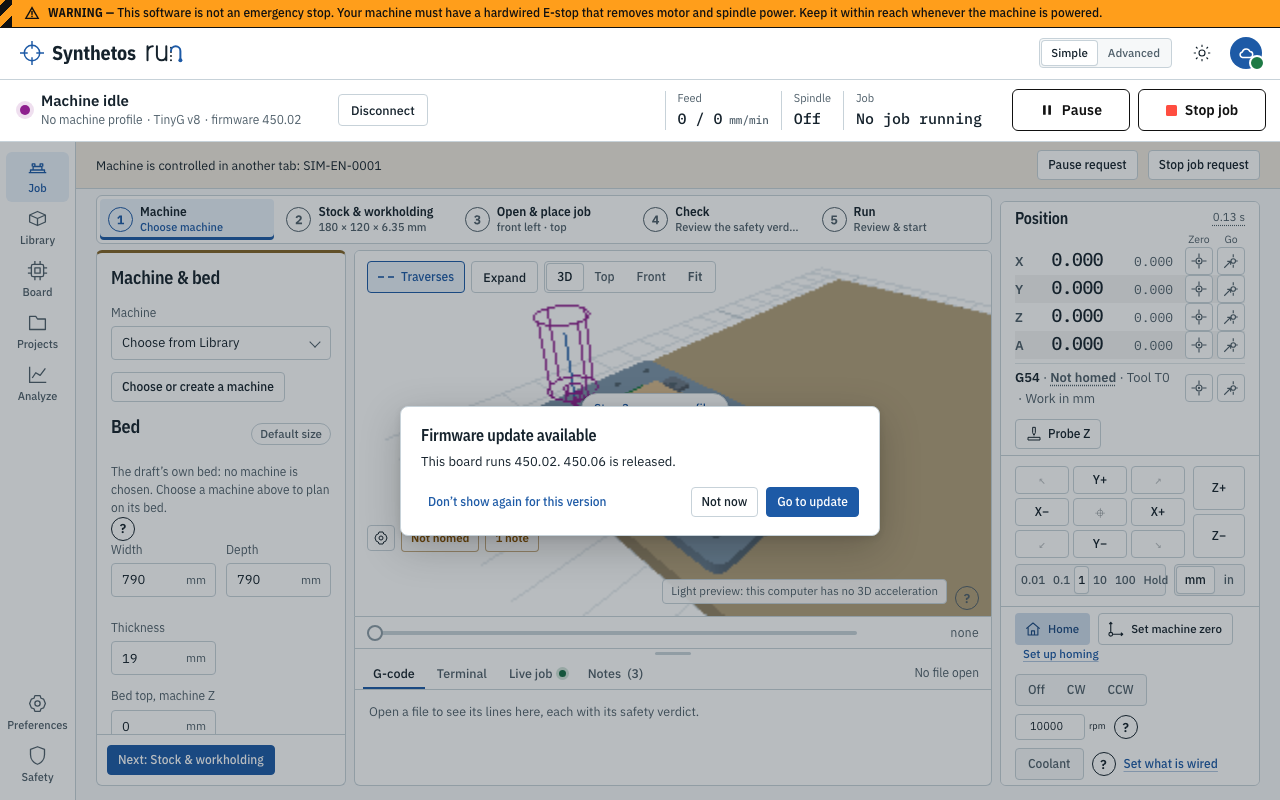 WARNING — This software is not an emergency stop. Your machine must have a hardwired E-stop that removes motor and spindle power. Keep it within reach whenever the machine is powered.
Synthetos run
Simple
Advanced
Machine idle
No machine profile · TinyG v8 · firmware 450.02
Disconnect
Feed
0 / 0 mm/min
Spindle
Off
Job
No job running
Pause
Stop job
Machine is controlled in another tab: SIM-EN-0001
Pause request
Stop job request
Job
Library
Board
Projects
Analyze
Preferences
Safety
1 Machine
Choose machine
2 Stock & workholding
180 × 120 × 6.35 mm
3 Open & place job
front left · top
4 Check
Review the safety verd...
5 Run
Review & start
Machine & bed
Machine
Choose from Library
Choose or create a machine
Bed
Default size
The draft's own bed: no machine is
chosen. Choose a machine above to plan
on its bed.
?
Width
Depth
790 mm
790 mm
Thickness
19 mm
Bed top, machine Z
0 mm
Next: Stock & workholding
Traverses
Expand
3D
Top
Front
Fit
Firmware update available
This board runs 450.02. 450.06 is released.
Don't show again for this version
Not now
Go to update
Not homed
1 note
Light preview: this computer has no 3D acceleration
?
none
G-code
Terminal
Live job
Notes (3)
No file open
Open a file to see its lines here, each with its safety verdict.
Position
0.13 s
Zero
Go
X 0.000 0.000
Y 0.000 0.000
Z 0.000 0.000
A 0.000 0.000
G54 · Not homed · Tool T0
· Work in mm
Probe Z
Y+
Z+
X−
X+
Y−
Z−
0.01 0.1 1 10 100 Hold
mm in
Home
Set machine zero
Set up homing
Off CW CCW
10000 rpm ?
Coolant ? Set what is wired